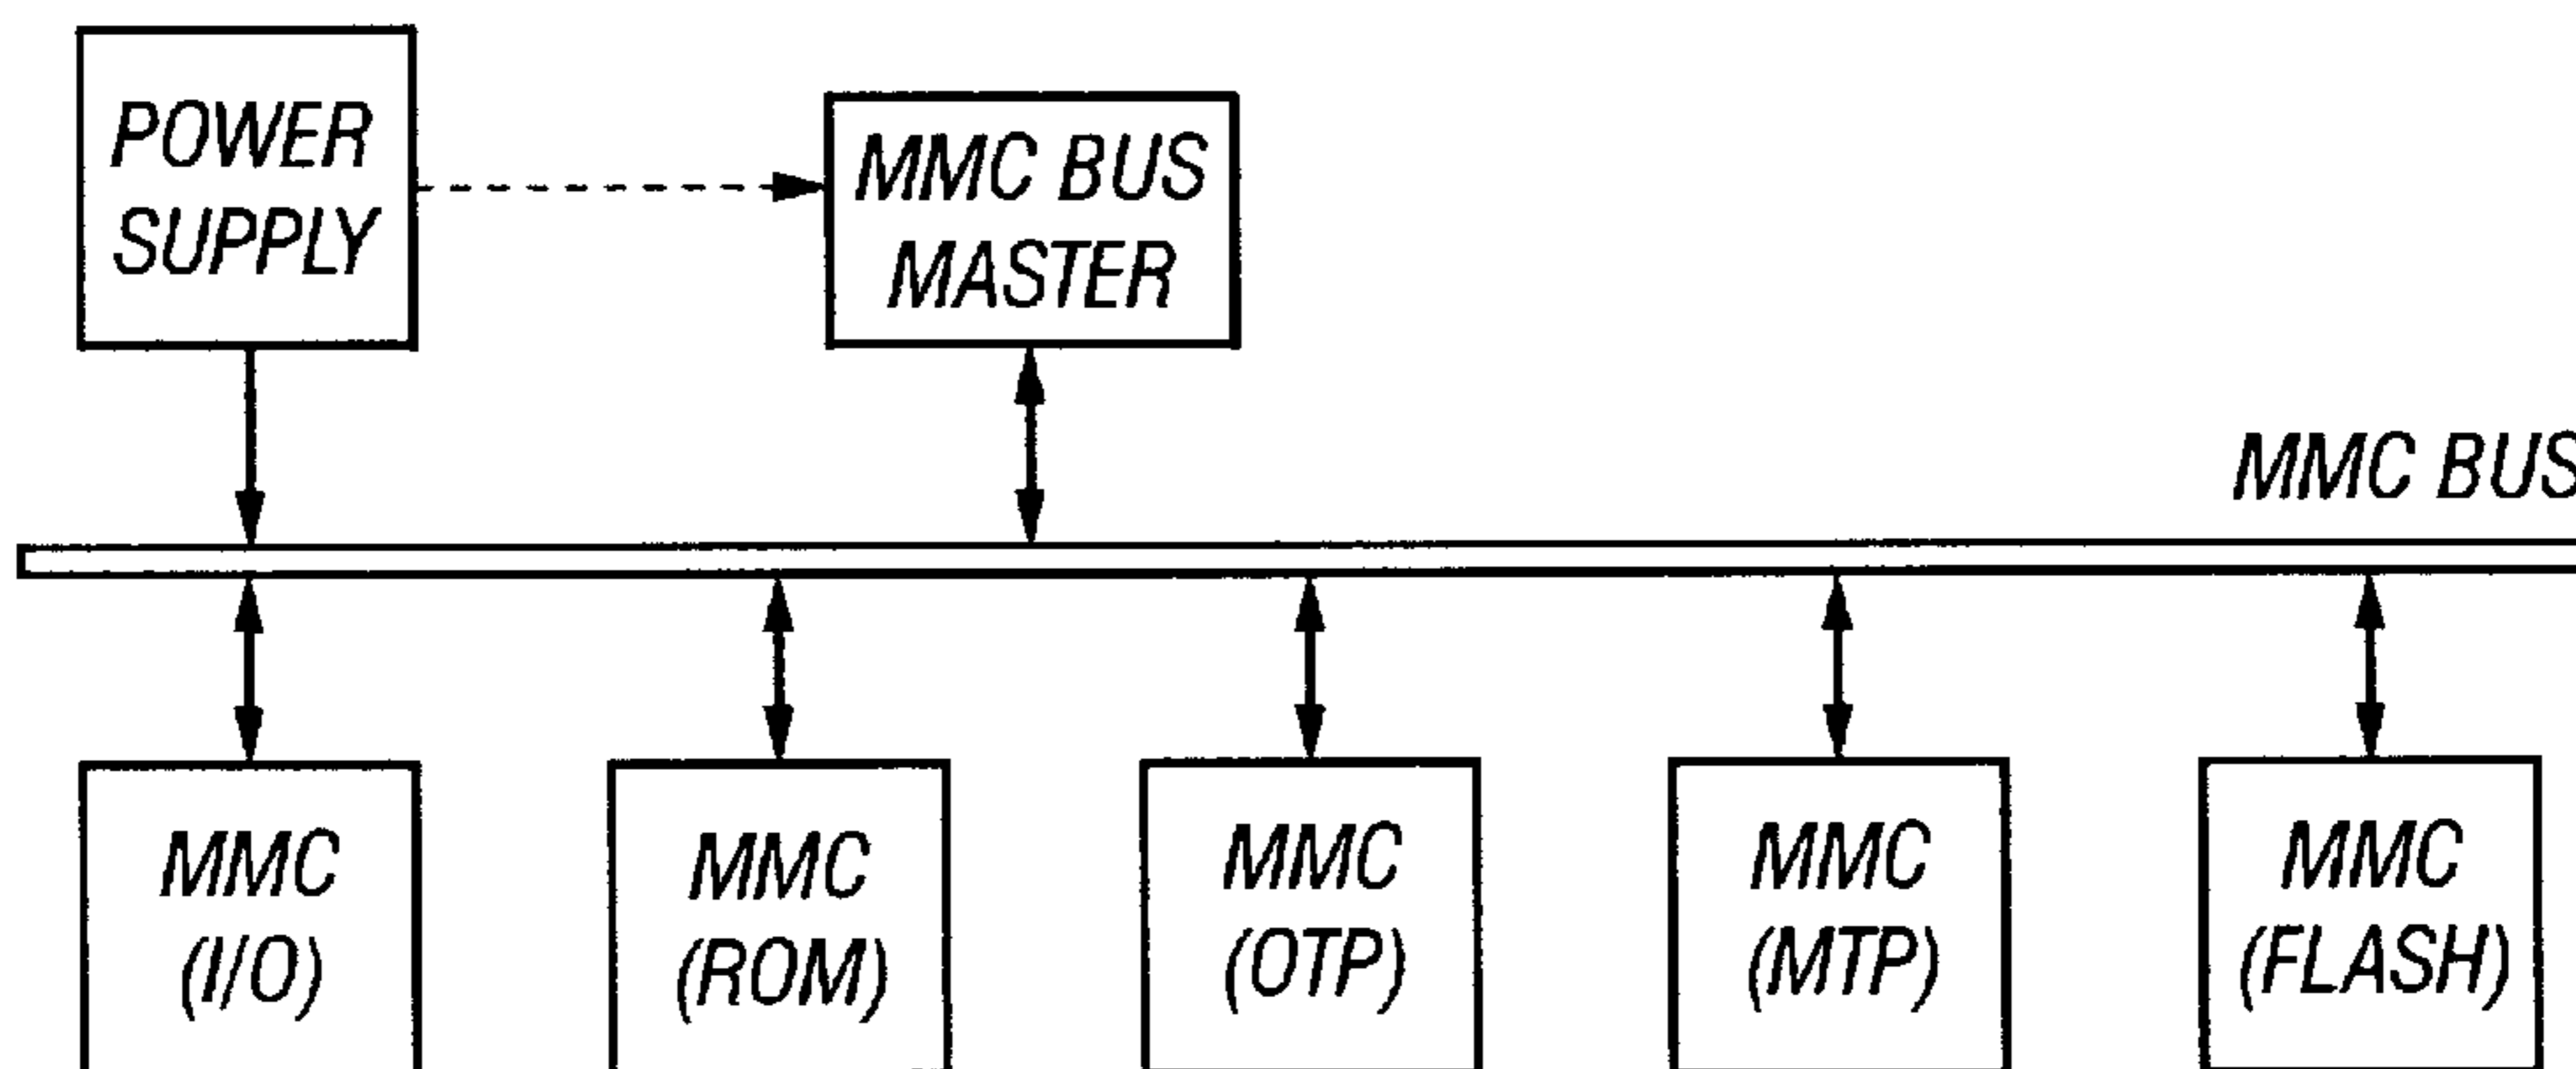 POWER
SUPPLY
MMC BUS
MASTER
MMC BUS
MMC
(I/O)
MMC
(ROM)
MMC
(OTP)
MMC
(MTP)
MMC
(FLASH)